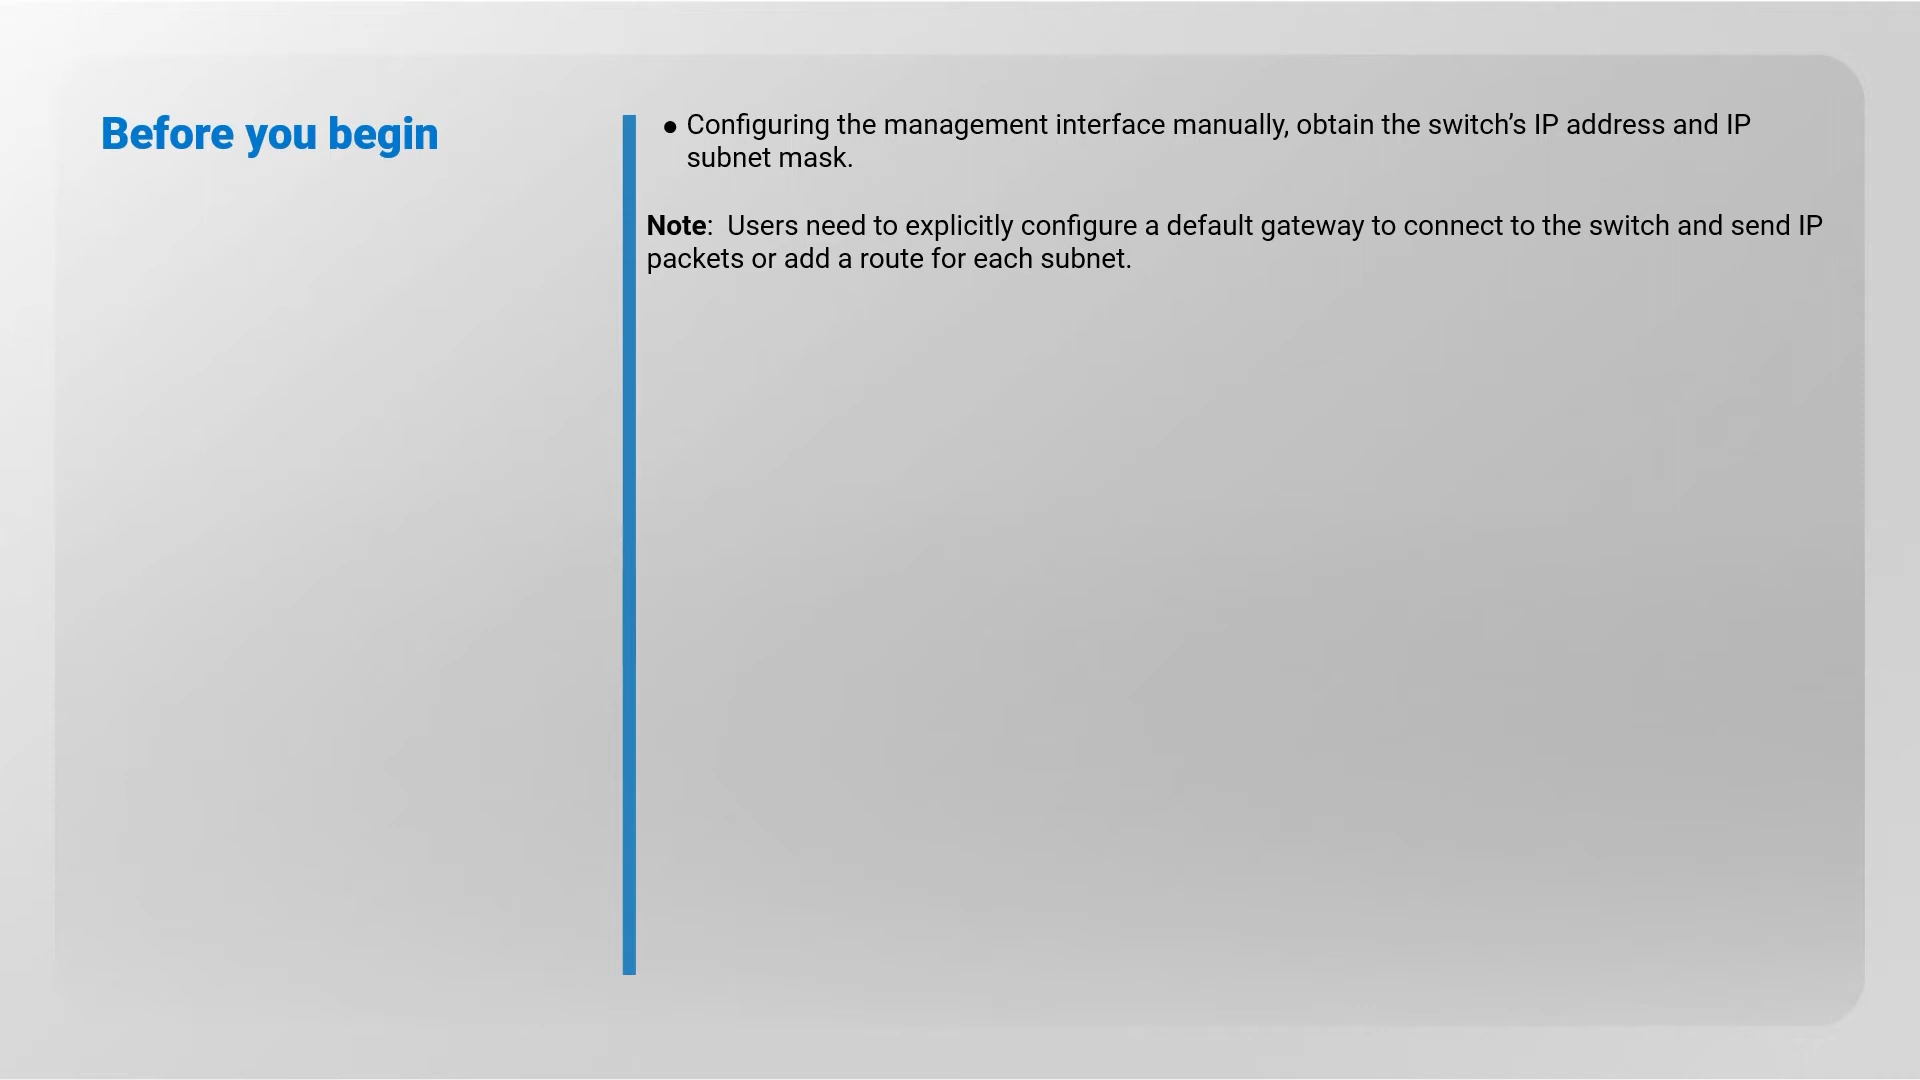 Before you begin
● Configuring the management interface manually, obtain the switch’s IP address and IP
subnet mask.
Note:  Users need to explicitly configure a default gateway to connect to the switch and send IP
packets or add a route for each subnet.